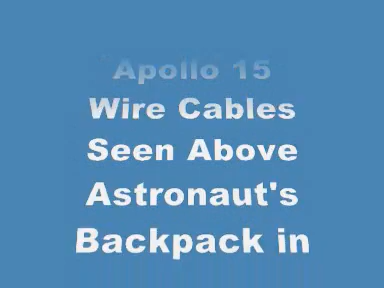 "Apollo 15
Wire Cables
Seen Above
Astronaut's
Backpack in